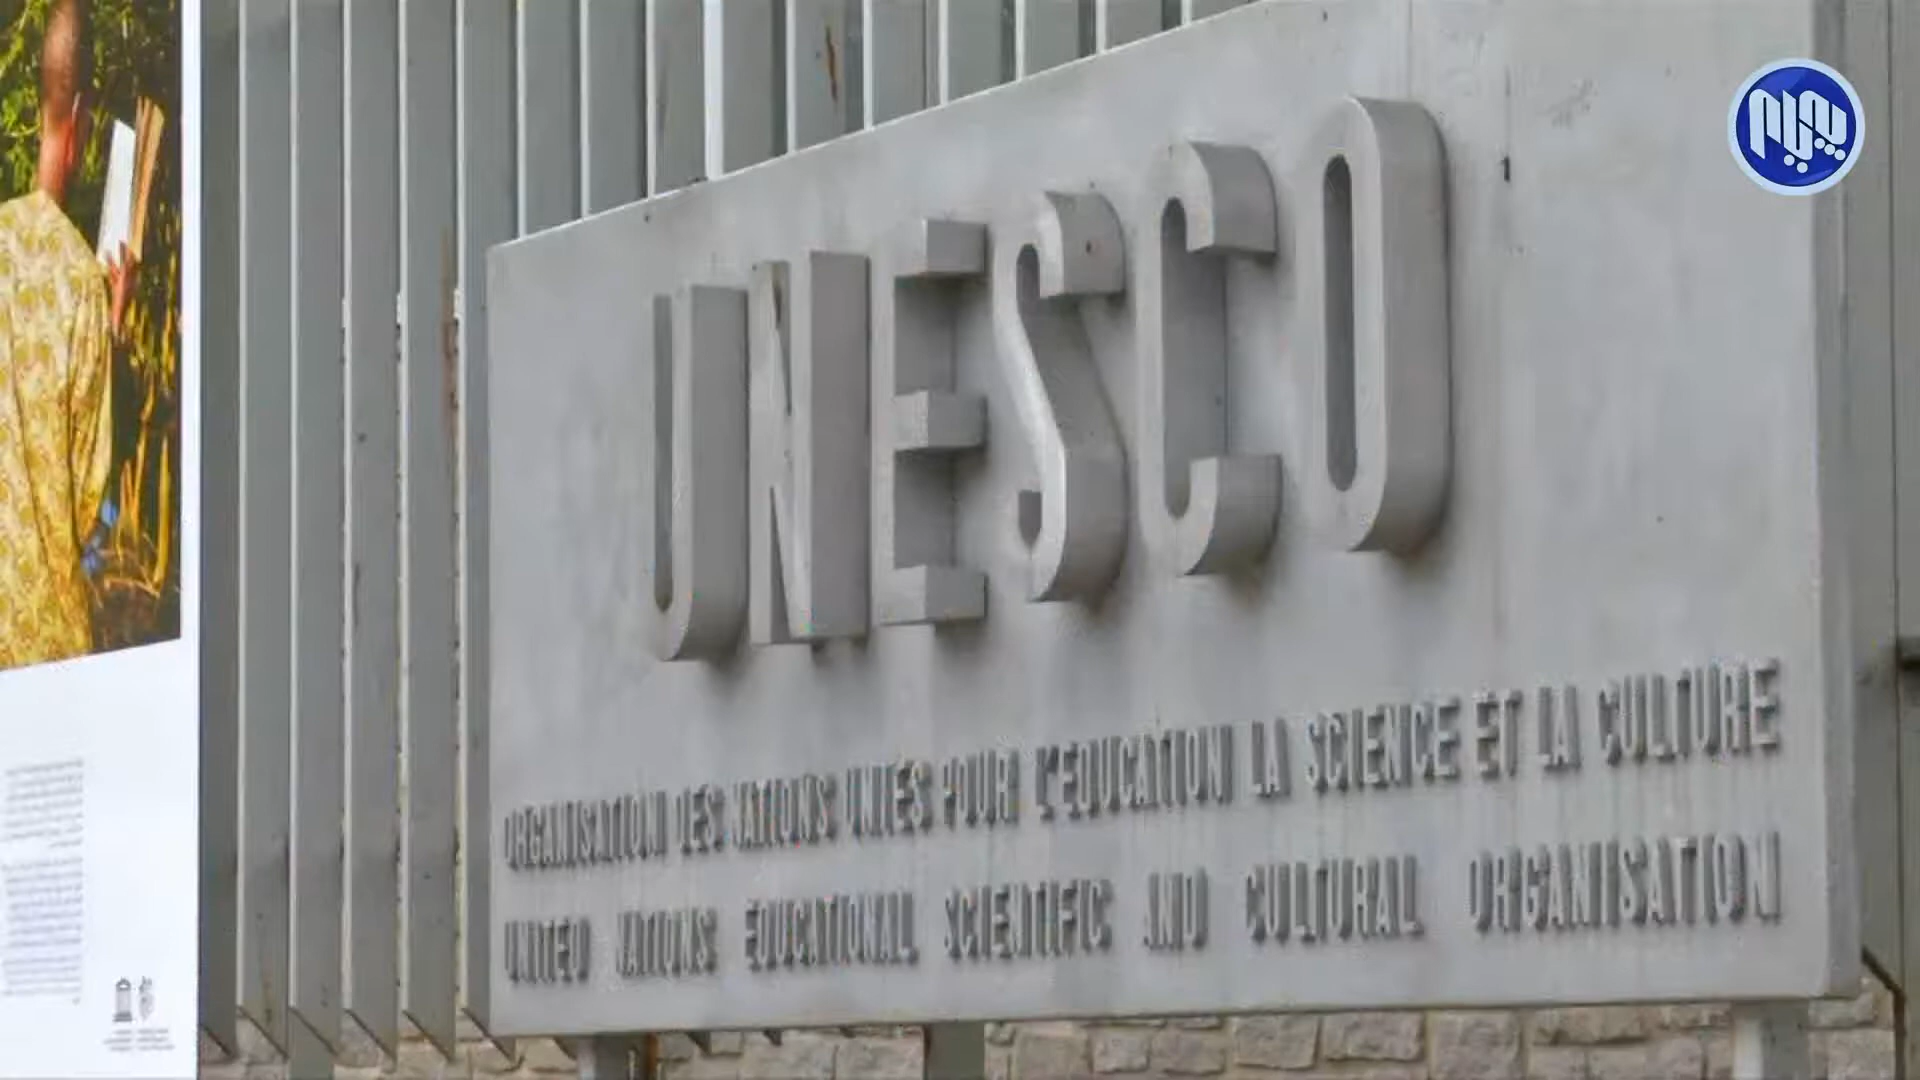 UNESCO
ORGANISATION DES NATIONS UNIES POUR L'EDUCATION LA SCIENCE ET LA CULTURE
UNITED NATIONS EDUCATIONAL SCIENTIFIC AND CULTURAL ORGANISATION